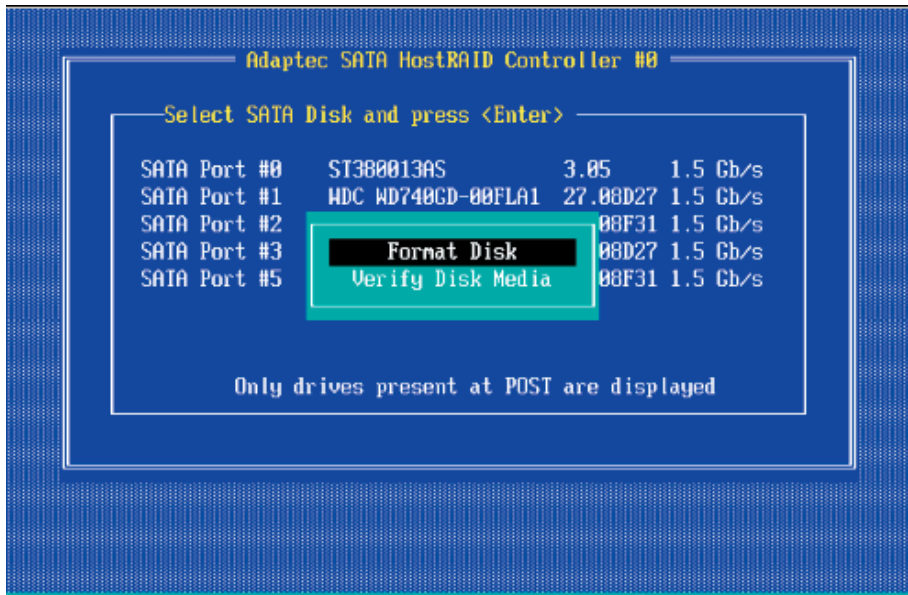 Adaptec SATA HostRAID Controller #0
Select SATA Disk and press <Enter>
SATA Port #0 ST380013AS 3.05 1.5 Gb/s
SATA Port #1 WDC WD740GD-00FLA1 27.08D27 1.5 Gb/s
SATA Port #2 08F31 1.5 Gb/s
SATA Port #3 08D27 1.5 Gb/s
SATA Port #5 08F31 1.5 Gb/s
Format Disk
Verify Disk Media
Only drives present at POST are displayed